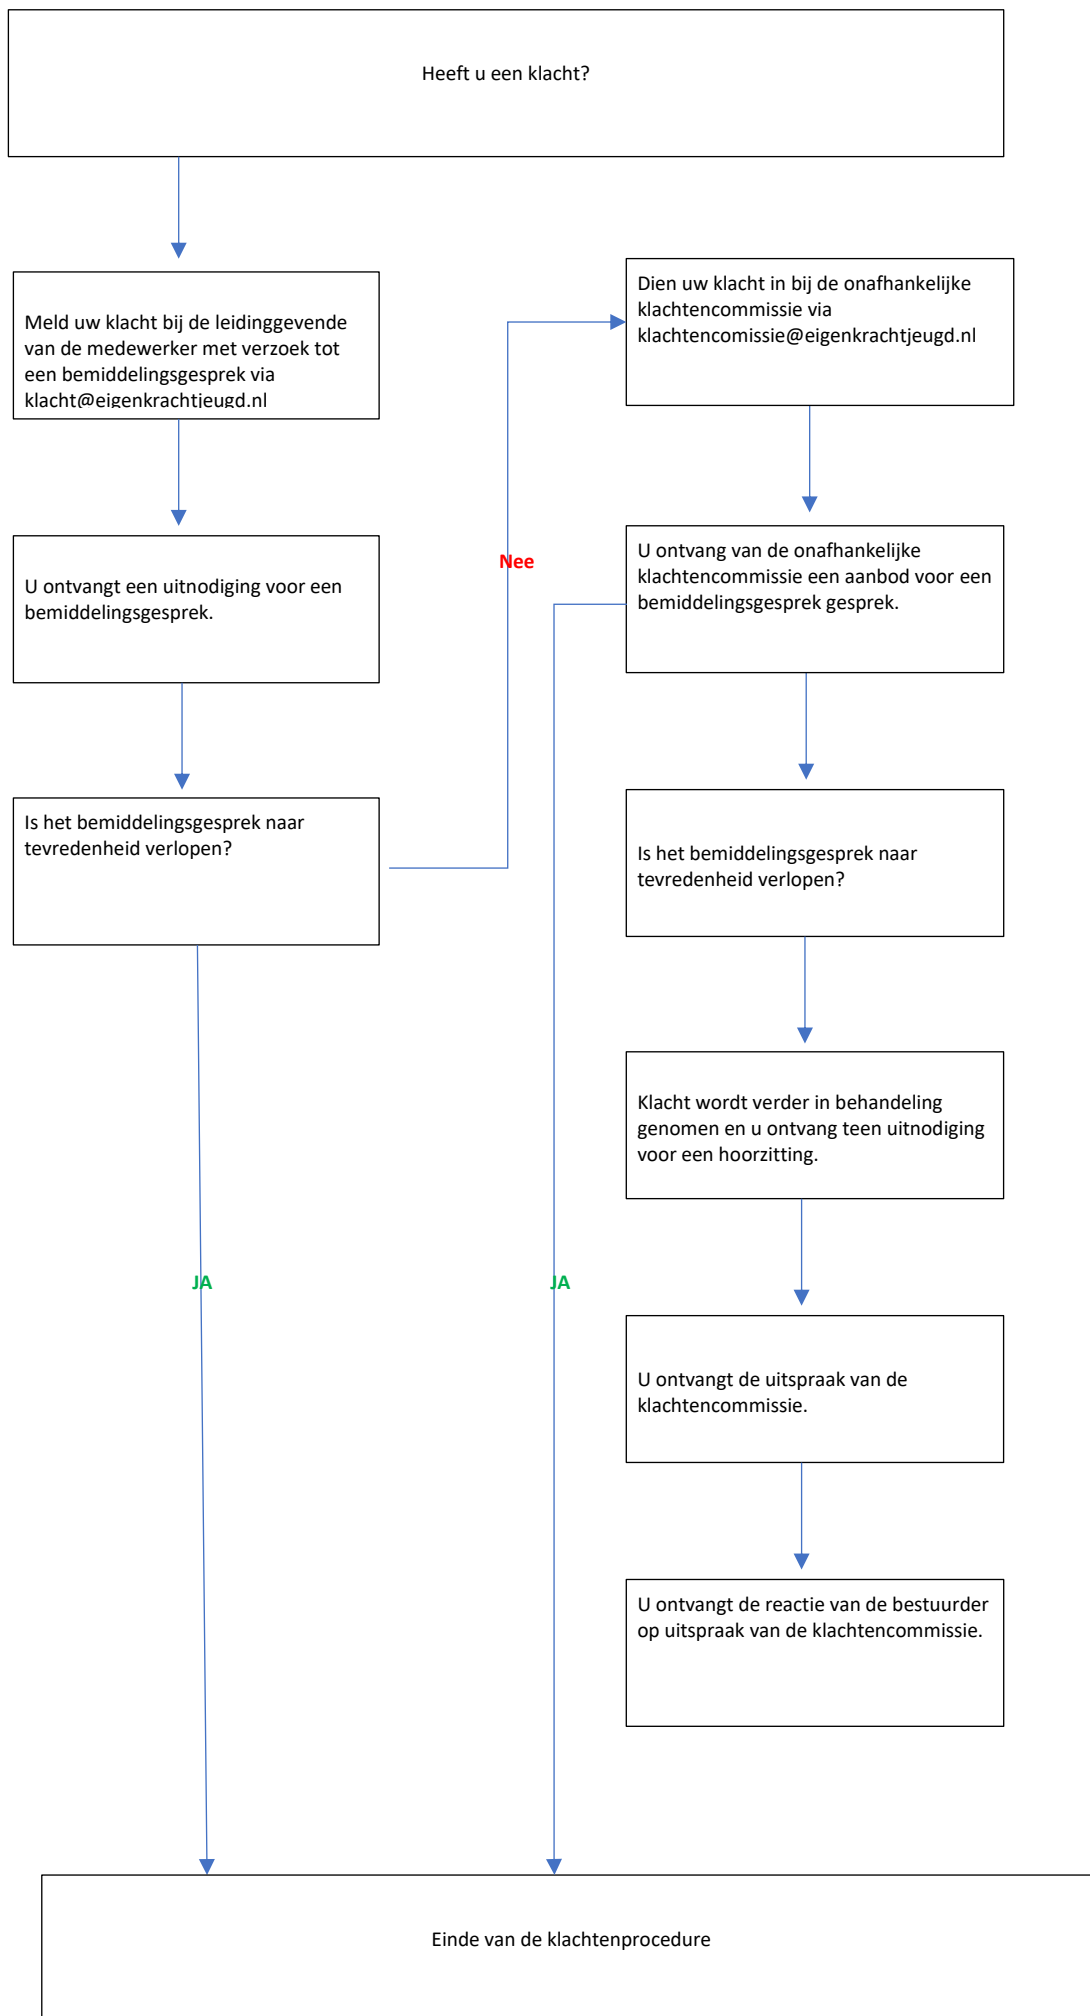 Heeft u een klacht?
Meld uw klacht bij de leidinggevende
van de medewerker met verzoek tot
een bemiddelingsgesprek via
klacht@eigenkrachtjeugd.nl
U ontvangt een uitnodiging voor een
bemiddelingsgesprek.
Is het bemiddelingsgesprek naar
tevredenheid verlopen?
Nee
JA
Dien uw klacht in bij de onafhankelijke
klachtencommissie via
klachtencomissie@eigenkrachtjeugd.nl
U ontvang van de onafhankelijke
klachtencommissie een aanbod voor een
bemiddelingsgesprek gesprek.
JA
Is het bemiddelingsgesprek naar
tevredenheid verlopen?
Klacht wordt verder in behandeling
genomen en u ontvang teen uitnodiging
voor een hoorzitting.
U ontvangt de uitspraak van de
klachtencommissie.
U ontvangt de reactie van de bestuurder
op uitspraak van de klachtencommissie.
Einde van de klachtenprocedure